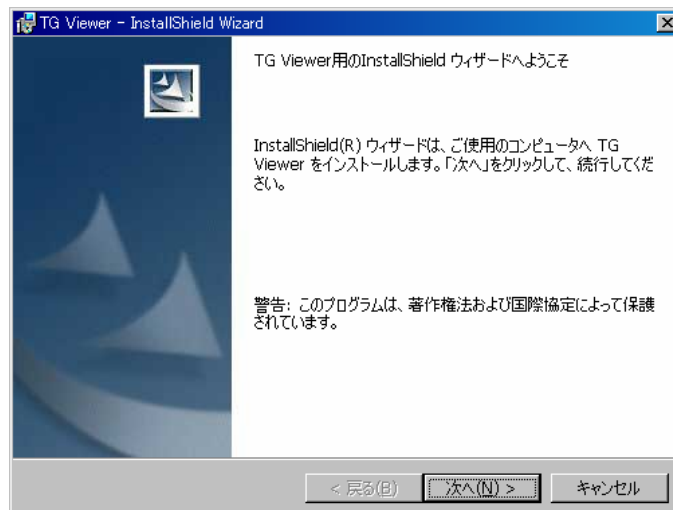 TG Viewer - InstallShield Wizard
TG Viewer用のInstallShield ウィザードへようこそ
InstallShield(R) ウィザードは、ご使用のコンピュータへ TG
Viewer をインストールします。「次へ」をクリックして、続行してくだ
さい。
警告: このプログラムは、著作権法および国際協定によって保護
されています。
< 戻る(B) 次へ(N) > キャンセル